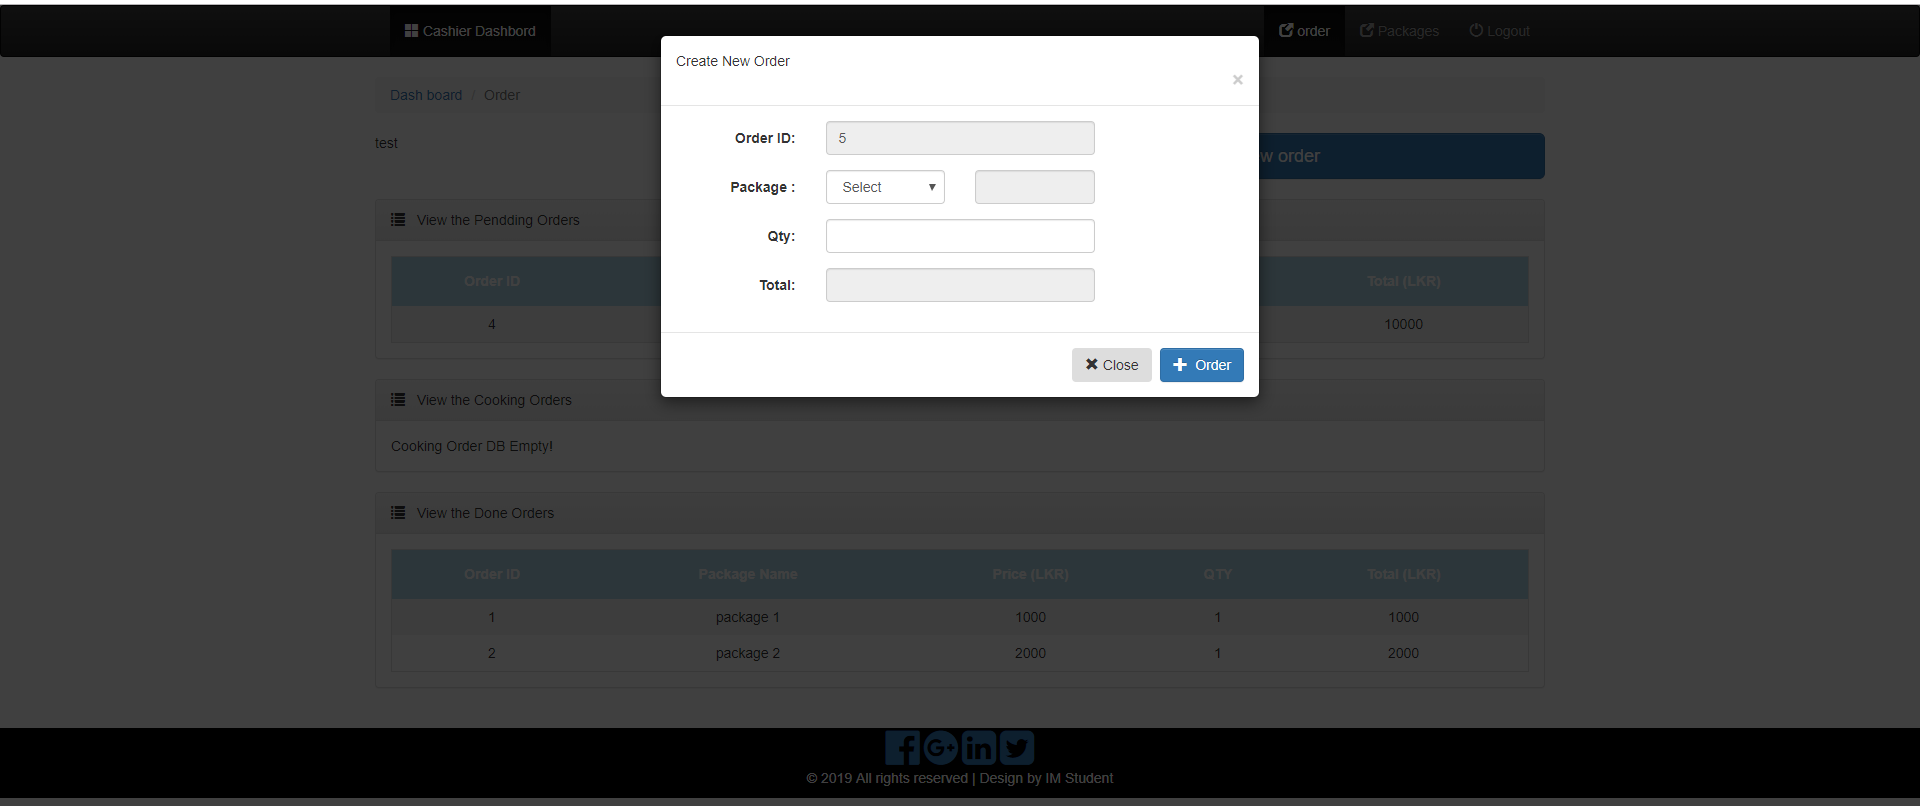 Cashier Dashbord
order
Packages
Logout
Create New Order
×
Dash board / Order
Order ID: 5
test
w order
Package : Select
Qty:
Total:
Close
Order
View the Pendding Orders
Order ID Total (LKR)
4 10000
View the Cooking Orders
Cooking Order DB Empty!
View the Done Orders
Order ID Package Name Price (LKR) QTY Total (LKR)
1 package 1 1000 1 1000
2 package 2 2000 1 2000
© 2019 All rights reserved | Design by IM Student